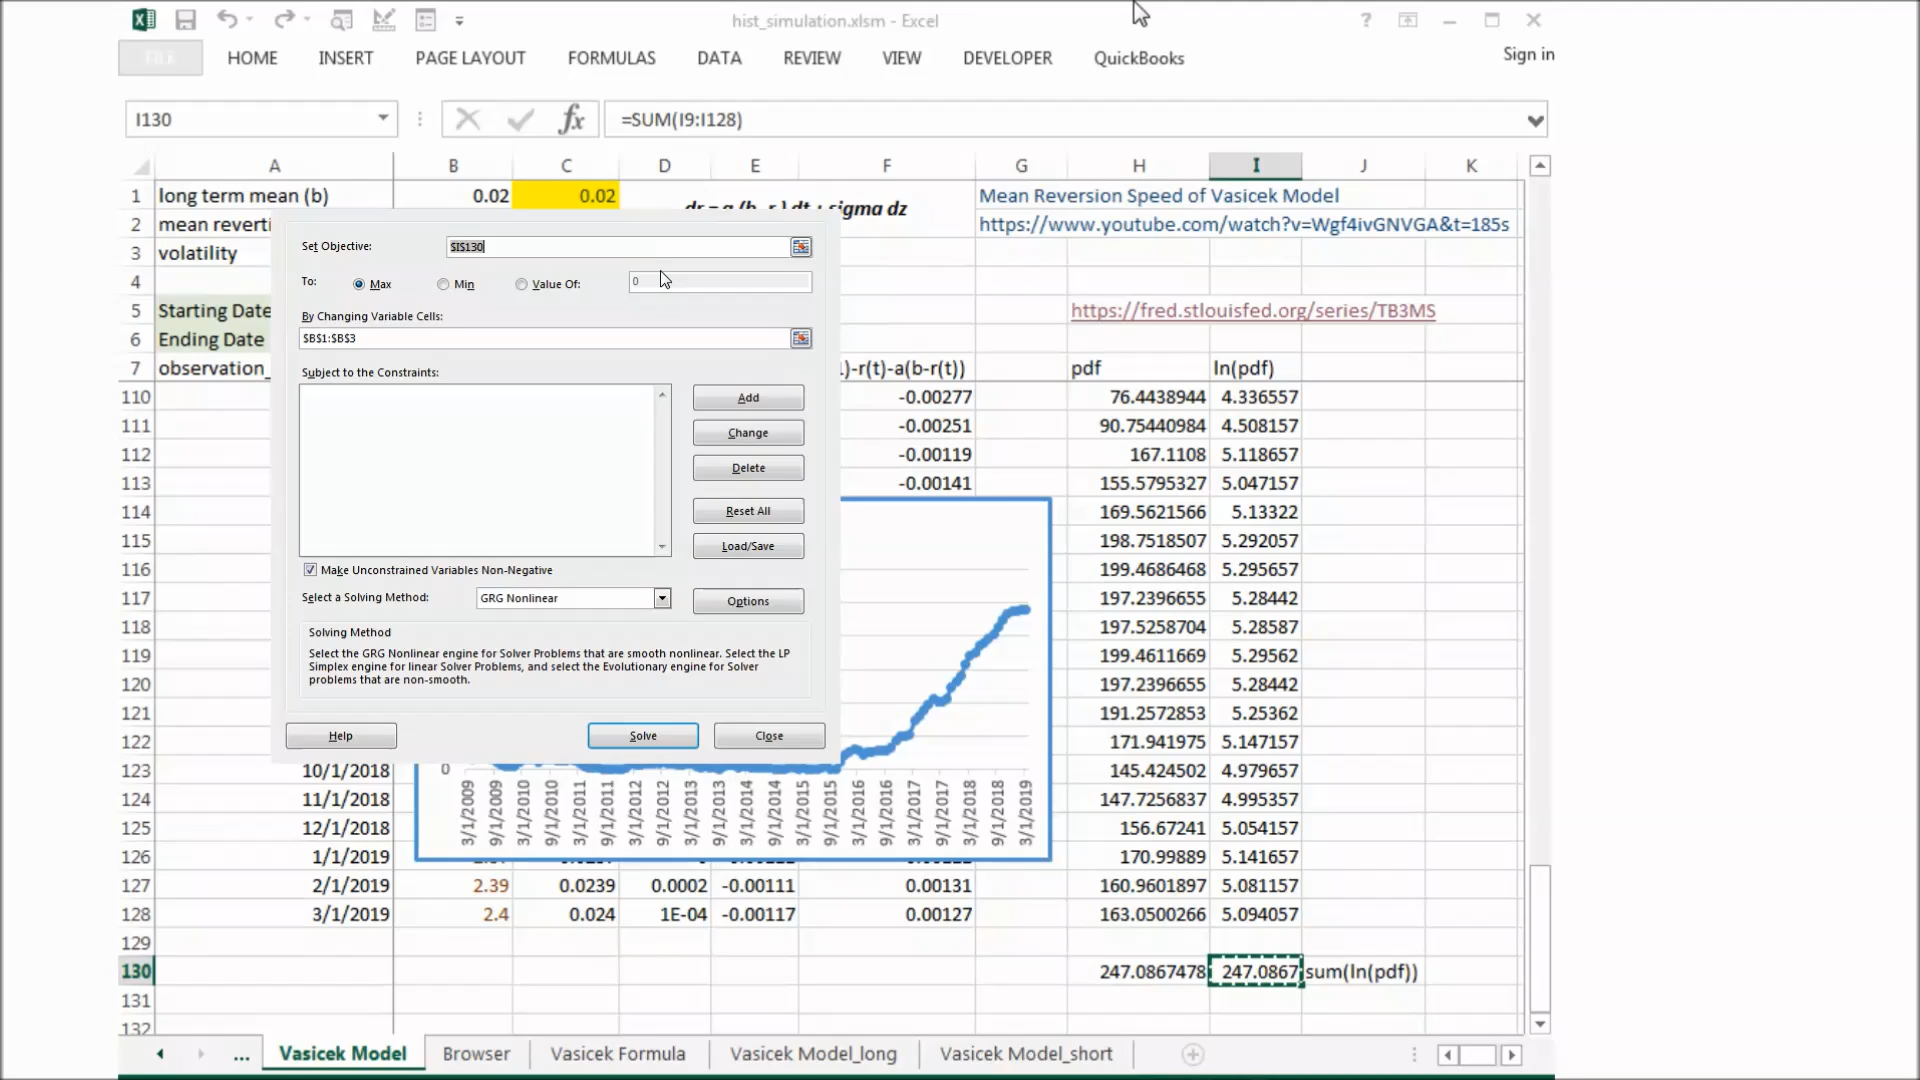 hist_simulation.xlsm - Excel
?
FILE HOME INSERT PAGE LAYOUT FORMULAS DATA REVIEW VIEW DEVELOPER QuickBooks Sign in
I130 fx =SUM(I9:I128)
A B C D E F G H I J K
1 long term mean (b) 0.02 0.02 Mean Reversion Speed of Vasicek Model
sigma dz
2 mean reverti https://www.youtube.com/watch?v=Wgf4ivGNVGA&t=185s
3 volatility
4
5 Starting Date https://fred.stlouisfed.org/series/TB3MS
6 Ending Date
7 observation_ )-r(t)-a(b-r(t)) pdf ln(pdf)
110 -0.00277 76.4438944 4.336557
111 -0.00251 90.75440984 4.508157
112 -0.00119 167.1108 5.118657
113 -0.00141 155.5795327 5.047157
114 169.5621566 5.13322
115 198.7518507 5.292057
116 199.4686468 5.295657
117 197.2396655 5.28442
118 197.5258704 5.28587
119 199.4611669 5.29562
120 197.2396655 5.28442
121 191.2572853 5.25362
122 171.941975 5.147157
123 10/1/2018 145.424502 4.979657
124 11/1/2018 147.7256837 4.995357
125 12/1/2018 156.67241 5.054157
126 1/1/2019 170.99889 5.141657
127 2/1/2019 2.39 0.0239 0.0002 -0.00111 0.00131 160.9601897 5.081157
128 3/1/2019 2.4 0.024 1E-04 -0.00117 0.00127 163.0500266 5.094057
129
130 247.0867478 247.0867 sum(ln(pdf))
131
132
Set Objective: $I$130
To: Max Min Value Of: 0
By Changing Variable Cells:
$B$1:$B$3
Subject to the Constraints:
Add
Change
Delete
Reset All
Load/Save
Make Unconstrained Variables Non-Negative
Select a Solving Method: GRG Nonlinear Options
Solving Method
Select the GRG Nonlinear engine for Solver Problems that are smooth nonlinear. Select the LP
Simplex engine for linear Solver Problems, and select the Evolutionary engine for Solver
problems that are non-smooth.
Help Solve Close
0
3/1/2009 9/1/2009 3/1/2010 9/1/2010 3/1/2011 9/1/2011 3/1/2012 9/1/2012 3/1/2013 9/1/2013 3/1/2014 9/1/2014 3/1/2015 9/1/2015 3/1/2016 9/1/2016 3/1/2017 9/1/2017 3/1/2018 9/1/2018 3/1/2019
... Vasicek Model Browser Vasicek Formula Vasicek Model_long Vasicek Model_short